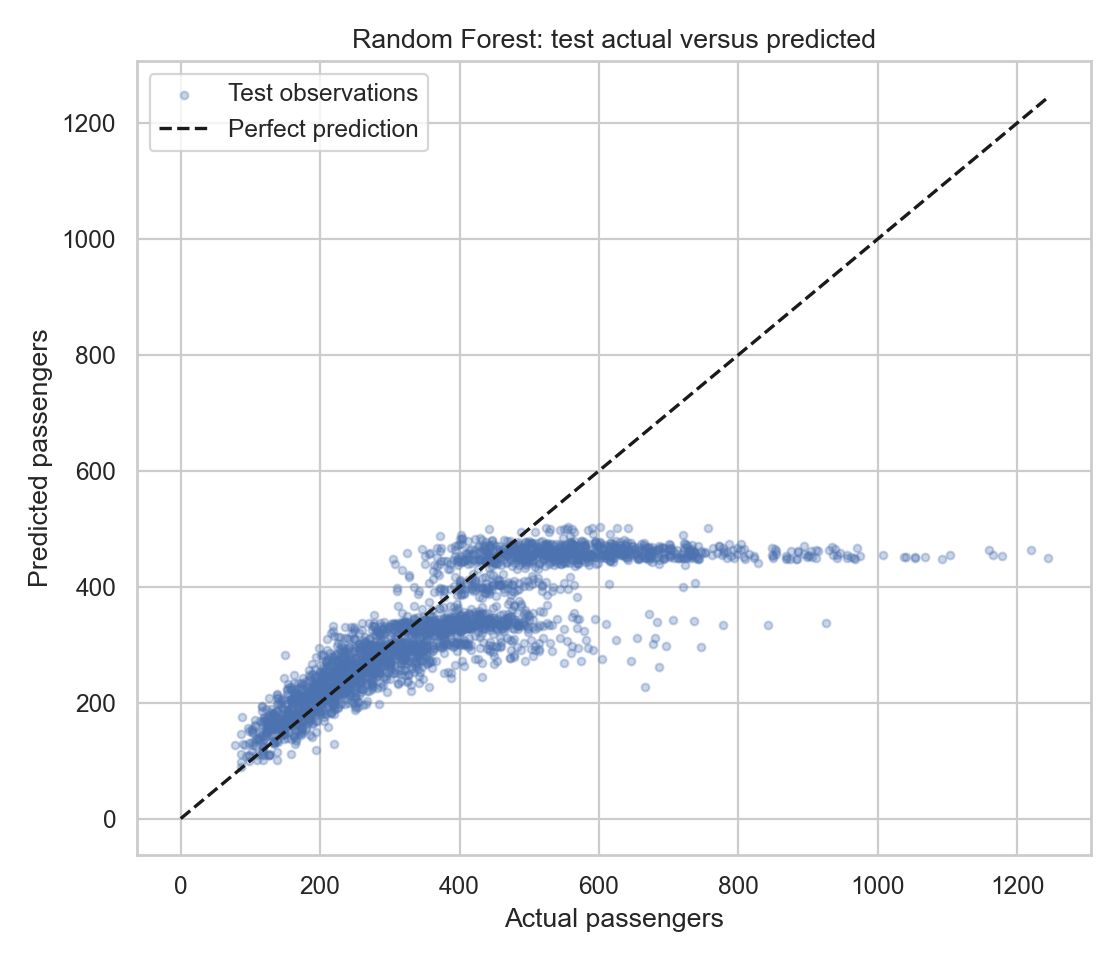 Random Forest: test actual versus predicted
Test observations
Perfect prediction
Predicted passengers
1200
1000
800
600
400
200
0
0 200 400 600 800 1000 1200
Actual passengers